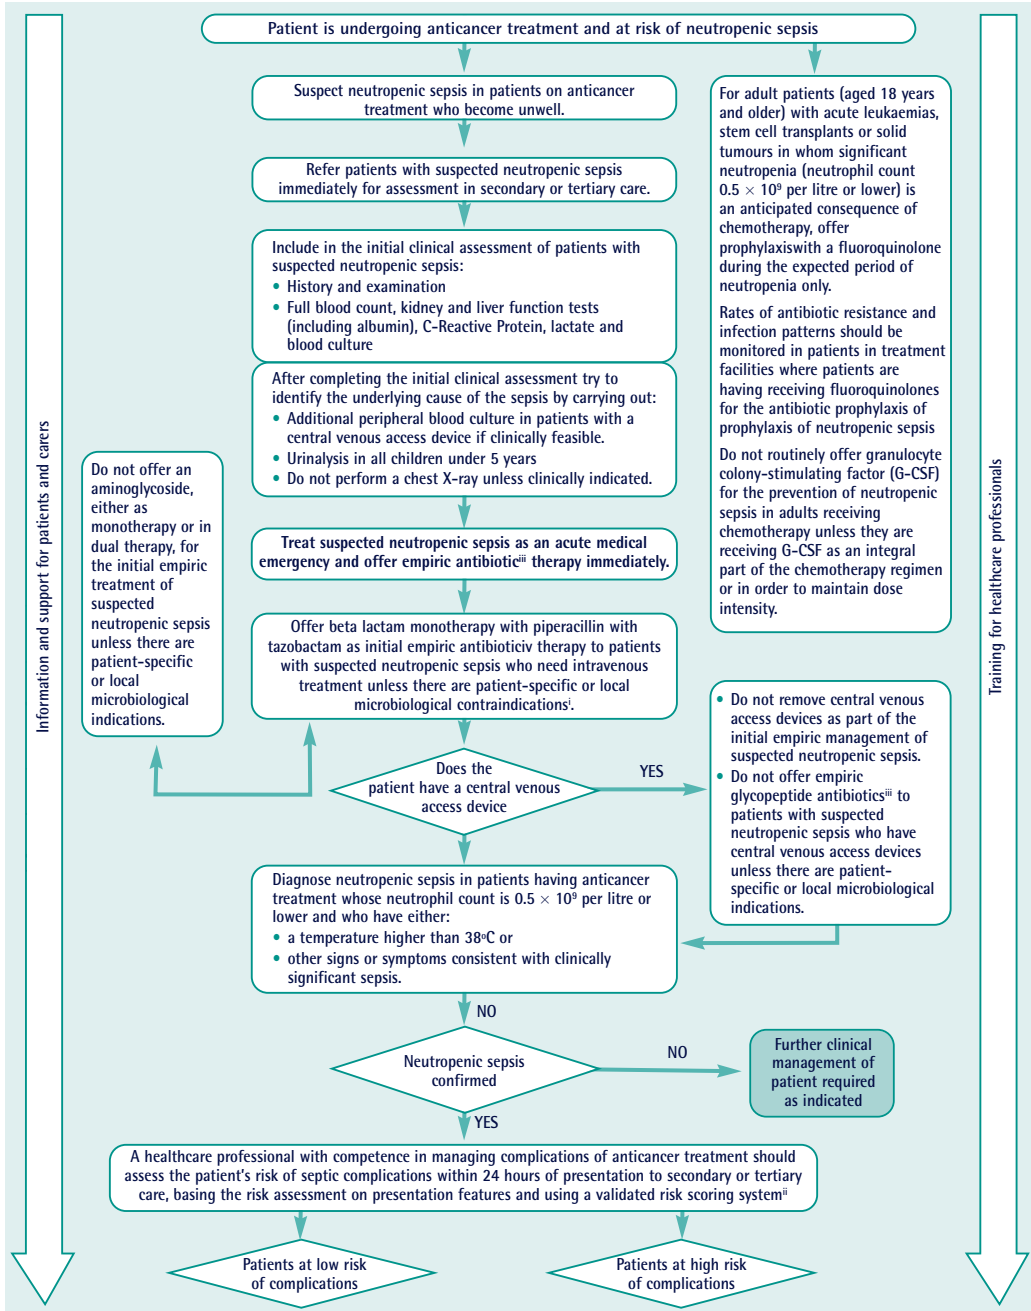 Patient is undergoing anticancer treatment and at risk of neutropenic sepsis
Suspect neutropenic sepsis in patients on anticancer
treatment who become unwell.
Refer patients with suspected neutropenic sepsis
immediately for assessment in secondary or tertiary care.
Include in the initial clinical assessment of patients with
suspected neutropenic sepsis:
• History and examination
• Full blood count, kidney and liver function tests
(including albumin), C-Reactive Protein, lactate and
blood culture
After completing the initial clinical assessment try to
identify the underlying cause of the sepsis by carrying out:
• Additional peripheral blood culture in patients with a
central venous access device if clinically feasible.
• Urinalysis in all children under 5 years
• Do not perform a chest X-ray unless clinically indicated.
Treat suspected neutropenic sepsis as an acute medical
emergency and offer empiric antibioticⁱⁱⁱ therapy immediately.
Offer beta lactam monotherapy with piperacillin with
tazobactam as initial empiric antibioticiv therapy to patients
with suspected neutropenic sepsis who need intravenous
treatment unless there are patient-specific or local
microbiological contraindicationsⁱ.
For adult patients (aged 18 years
and older) with acute leukaemias,
stem cell transplants or solid
tumours in whom significant
neutropenia (neutrophil count
0.5 × 10⁹ per litre or lower) is
an anticipated consequence of
chemotherapy, offer
prophylaxiswith a fluoroquinolone
during the expected period of
neutropenia only.
Rates of antibiotic resistance and
infection patterns should be
monitored in patients in treatment
facilities where patients are
having receiving fluoroquinolones
for the antibiotic prophylaxis of
prophylaxis of neutropenic sepsis
Do not routinely offer granulocyte
colony-stimulating factor (G-CSF)
for the prevention of neutropenic
sepsis in adults receiving
chemotherapy unless they are
receiving G-CSF as an integral
part of the chemotherapy regimen
or in order to maintain dose
intensity.
Do not offer an
aminoglycoside,
either as
monotherapy or in
dual therapy, for
the initial empiric
treatment of
suspected
neutropenic sepsis
unless there are
patient-specific
or local
microbiological
indications.
Does the
patient have a central venous
access device
YES
• Do not remove central venous
access devices as part of the
initial empiric management of
suspected neutropenic sepsis.
• Do not offer empiric
glycopeptide antibioticsⁱⁱⁱ to
patients with suspected
neutropenic sepsis who have
central venous access devices
unless there are patient-
specific or local microbiological
indications.
Diagnose neutropenic sepsis in patients having anticancer
treatment whose neutrophil count is 0.5 × 10⁹ per litre or
lower and who have either:
• a temperature higher than 38ºC or
• other signs or symptoms consistent with clinically
significant sepsis.
NO
Neutropenic sepsis
confirmed
NO
Further clinical
management of
patient required
as indicated
YES
A healthcare professional with competence in managing complications of anticancer treatment should
assess the patient's risk of septic complications within 24 hours of presentation to secondary or tertiary
care, basing the risk assessment on presentation features and using a validated risk scoring systemⁱⁱ
Patients at low risk
of complications
Patients at high risk
of complications
Information and support for patients and carers
Training for healthcare professionals